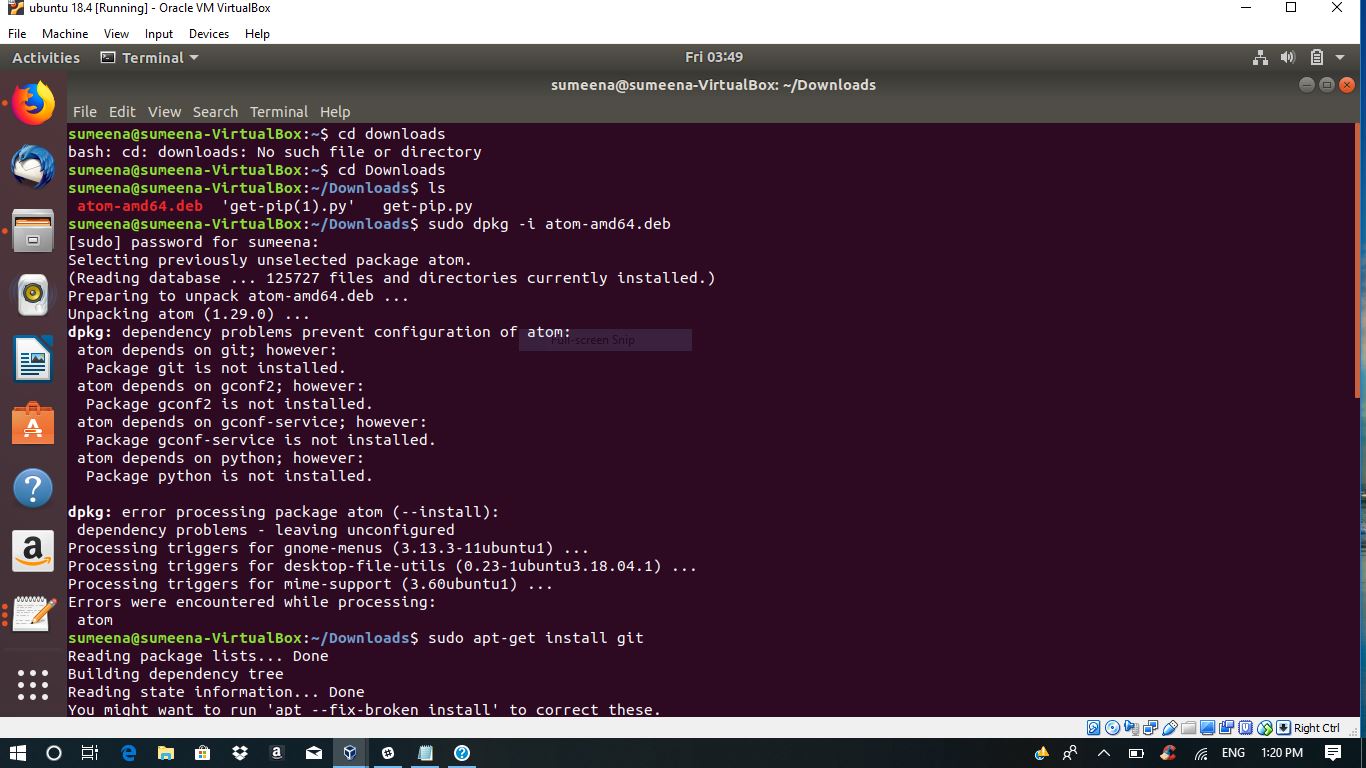 ubuntu 18.4 [Running] - Oracle VM VirtualBox
File Machine View Input Devices Help
Activities Terminal Fri 03:49
sumeena@sumeena-VirtualBox: ~/Downloads
File Edit View Search Terminal Help
sumeena@sumeena-VirtualBox:~$ cd downloads
bash: cd: downloads: No such file or directory
sumeena@sumeena-VirtualBox:~$ cd Downloads
sumeena@sumeena-VirtualBox:~/Downloads$ ls
atom-amd64.deb 'get-pip(1).py' get-pip.py
sumeena@sumeena-VirtualBox:~/Downloads$ sudo dpkg -i atom-amd64.deb
[sudo] password for sumeena:
Selecting previously unselected package atom.
(Reading database ... 125727 files and directories currently installed.)
Preparing to unpack atom-amd64.deb ...
Unpacking atom (1.29.0) ...
dpkg: dependency problems prevent configuration of atom:
Full-screen Snip
atom depends on git; however:
Package git is not installed.
atom depends on gconf2; however:
Package gconf2 is not installed.
atom depends on gconf-service; however:
Package gconf-service is not installed.
atom depends on python; however:
Package python is not installed.
dpkg: error processing package atom (--install):
dependency problems - leaving unconfigured
Processing triggers for gnome-menus (3.13.3-11ubuntu1) ...
Processing triggers for desktop-file-utils (0.23-1ubuntu3.18.04.1) ...
Processing triggers for mime-support (3.60ubuntu1) ...
Errors were encountered while processing:
atom
sumeena@sumeena-VirtualBox:~/Downloads$ sudo apt-get install git
Reading package lists... Done
Building dependency tree
Reading state information... Done
You might want to run 'apt --fix-broken install' to correct these.
Right Ctrl
ENG 1:20 PM